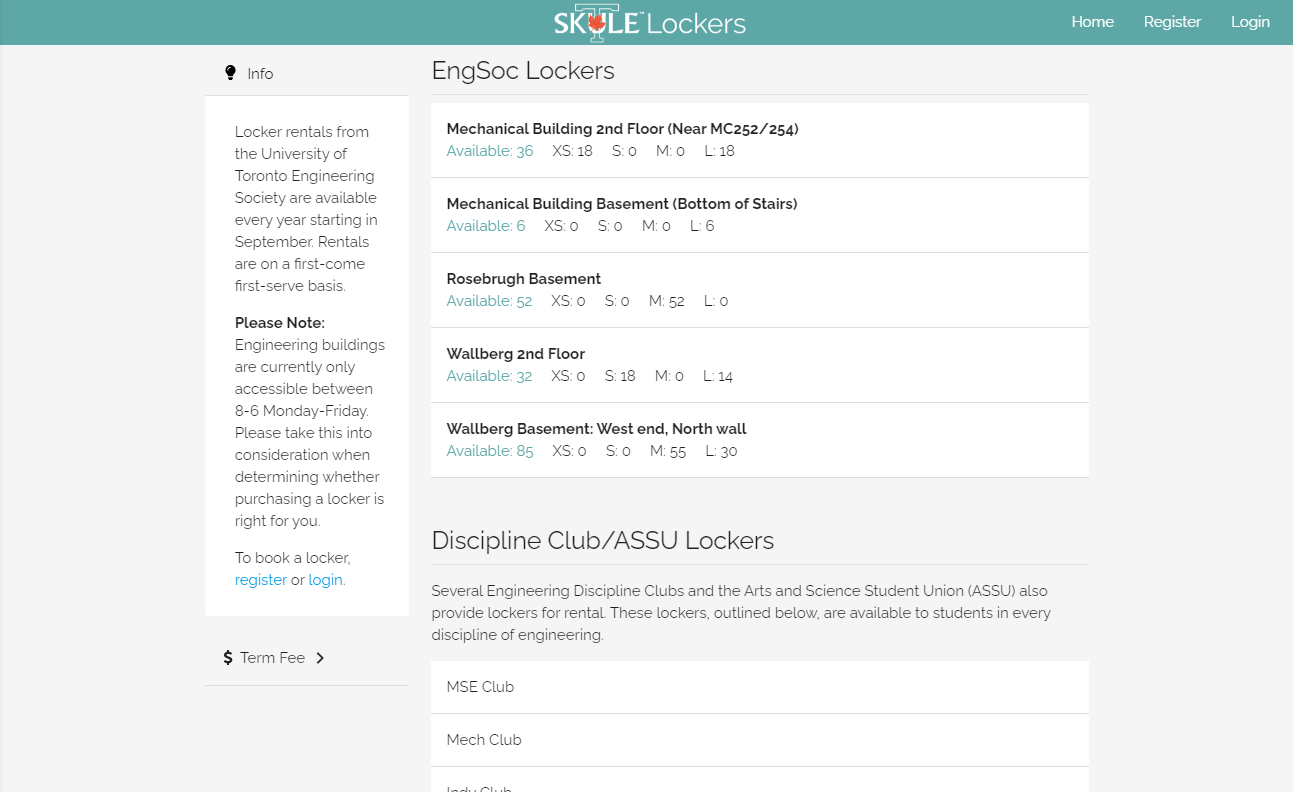 SKULE™ Lockers
Home Register Login
Info
Locker rentals from
the University of
Toronto Engineering
Society are available
every year starting in
September. Rentals
are on a first-come
first-serve basis.
Please Note:
Engineering buildings
are currently only
accessible between
8-6 Monday-Friday.
Please take this into
consideration when
determining whether
purchasing a locker is
right for you.
To book a locker,
register or login.
$ Term Fee
EngSoc Lockers
Mechanical Building 2nd Floor (Near MC252/254)
Available: 36 XS: 18 S: 0 M: 0 L: 18
Mechanical Building Basement (Bottom of Stairs)
Available: 6 XS: 0 S: 0 M: 0 L: 6
Rosebrugh Basement
Available: 52 XS: 0 S: 0 M: 52 L: 0
Wallberg 2nd Floor
Available: 32 XS: 0 S: 18 M: 0 L: 14
Wallberg Basement: West end, North wall
Available: 85 XS: 0 S: 0 M: 55 L: 30
Discipline Club/ASSU Lockers
Several Engineering Discipline Clubs and the Arts and Science Student Union (ASSU) also
provide lockers for rental. These lockers, outlined below, are available to students in every
discipline of engineering.
MSE Club
Mech Club
Indy Club